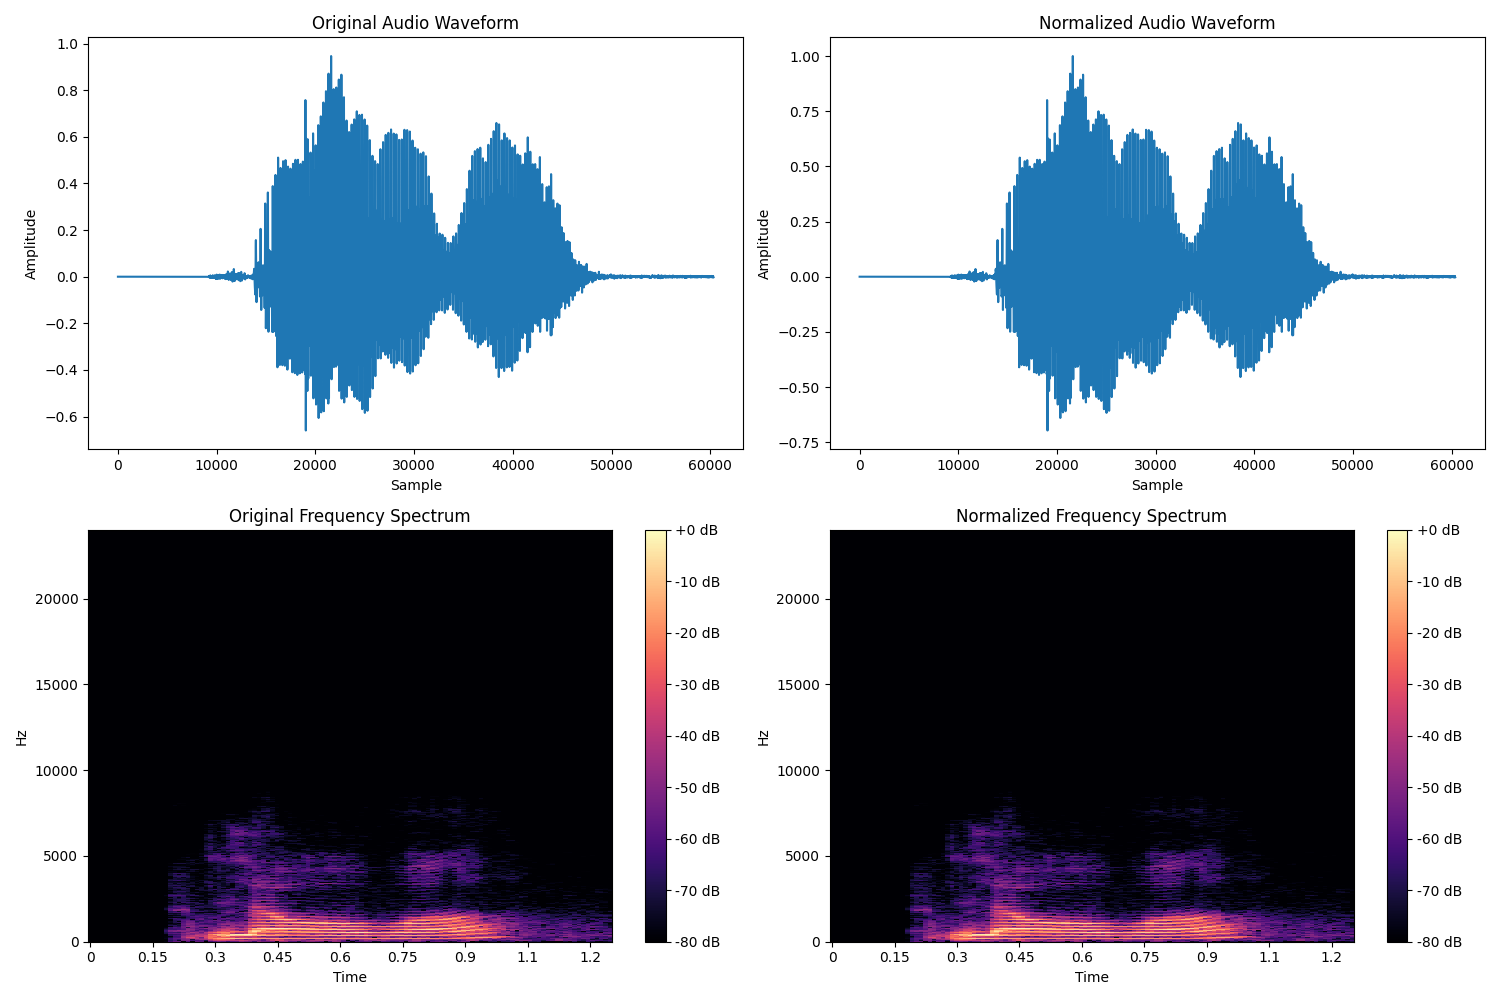 Original Audio Waveform
1.0
0.8
0.6
0.4
0.2
0.0
−0.2
−0.4
−0.6
Amplitude
0 10000 20000 30000 40000 50000 60000
Sample
Normalized Audio Waveform
1.00
0.75
0.50
0.25
0.00
−0.25
−0.50
−0.75
Amplitude
0 10000 20000 30000 40000 50000 60000
Sample
Original Frequency Spectrum
20000
15000
10000
5000
0
Hz
0 0.15 0.3 0.45 0.6 0.75 0.9 1.1 1.2
Time
+0 dB
-10 dB
-20 dB
-30 dB
-40 dB
-50 dB
-60 dB
-70 dB
-80 dB
Normalized Frequency Spectrum
20000
15000
10000
5000
0
Hz
0 0.15 0.3 0.45 0.6 0.75 0.9 1.1 1.2
Time
+0 dB
-10 dB
-20 dB
-30 dB
-40 dB
-50 dB
-60 dB
-70 dB
-80 dB